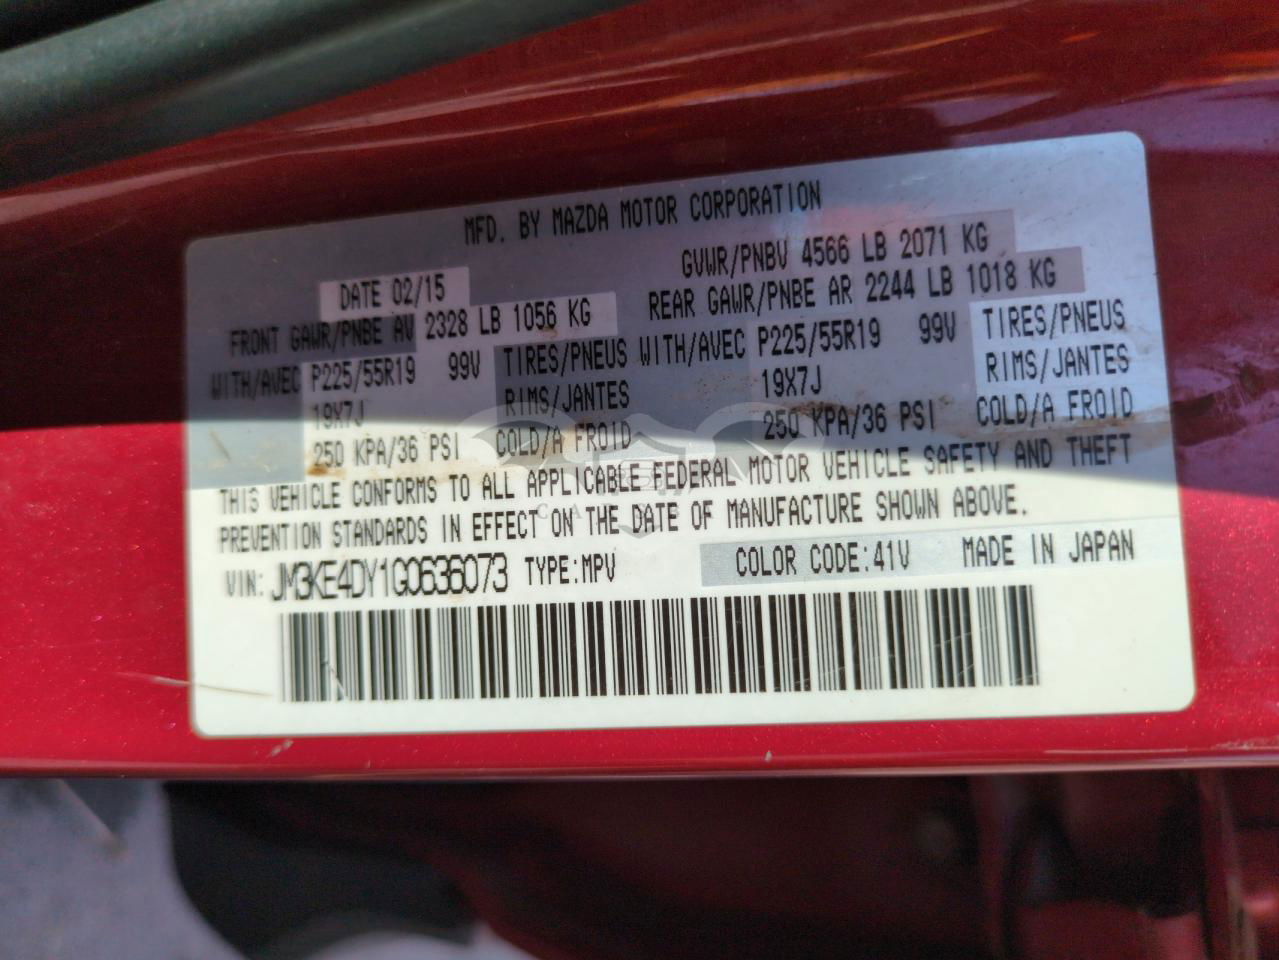 MFD. BY MAZDA MOTOR CORPORATION
DATE 02/15 GVWR/PNBV 4566 LB 2071 KG
FRONT GAWR/PNBE AV 2328 LB 1056 KG REAR GAWR/PNBE AR 2244 LB 1018 KG
WITH/AVEC P225/55R19 99V TIRES/PNEUS WITH/AVEC P225/55R19 99V TIRES/PNEUS
19X7J RIMS/JANTES 19X7J RIMS/JANTES
250 KPA/36 PSI COLD/A FROID 250 KPA/36 PSI COLD/A FROID
THIS VEHICLE CONFORMS TO ALL APPLICABLE FEDERAL MOTOR VEHICLE SAFETY AND THEFT
PREVENTION STANDARDS IN EFFECT ON THE DATE OF MANUFACTURE SHOWN ABOVE.
VIN: JM3KE4DY1G0636073 TYPE:MPV COLOR CODE:41V MADE IN JAPAN